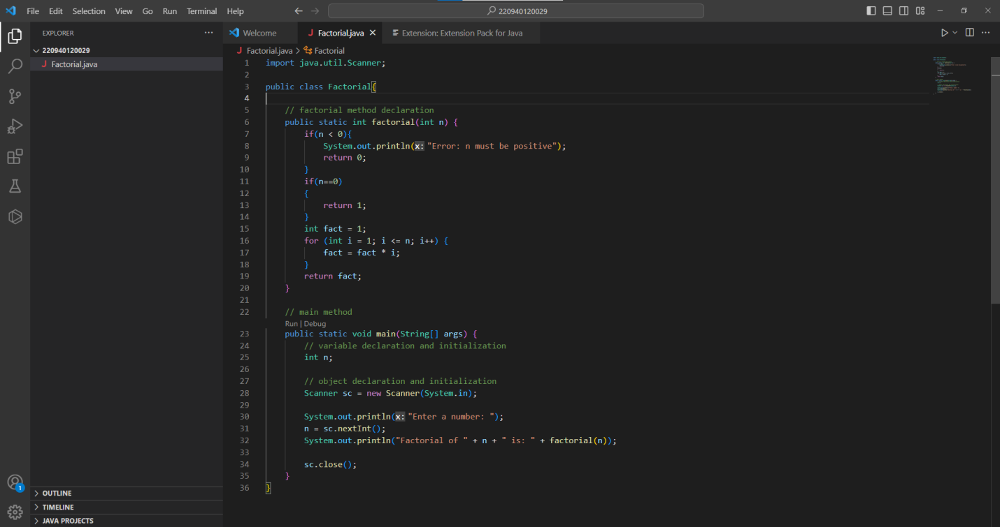 File Edit Selection View Go Run Terminal Help 220940120029
EXPLORER
220940120029
Factorial.java
OUTLINE
TIMELINE
JAVA PROJECTS
1
Welcome Factorial.java Extension: Extension Pack for Java
Factorial.java > Factorial
1 import java.util.Scanner;
2
3 public class Factorial{
4
5 // factorial method declaration
6 public static int factorial(int n) {
7 if(n < 0){
8 System.out.println(x: "Error: n must be positive");
9 return 0;
10 }
11 if(n==0)
12 {
13 return 1;
14 }
15 int fact = 1;
16 for (int i = 1; i <= n; i++) {
17 fact = fact * i;
18 }
19 return fact;
20 }
21
22 // main method
Run | Debug
23 public static void main(String[] args) {
24 // variable declaration and initialization
25 int n;
26
27 // object declaration and initialization
28 Scanner sc = new Scanner(System.in);
29
30 System.out.println(x: "Enter a number: ");
31 n = sc.nextInt();
32 System.out.println("Factorial of " + n + " is: " + factorial(n));
33
34 sc.close();
35 }
36 }